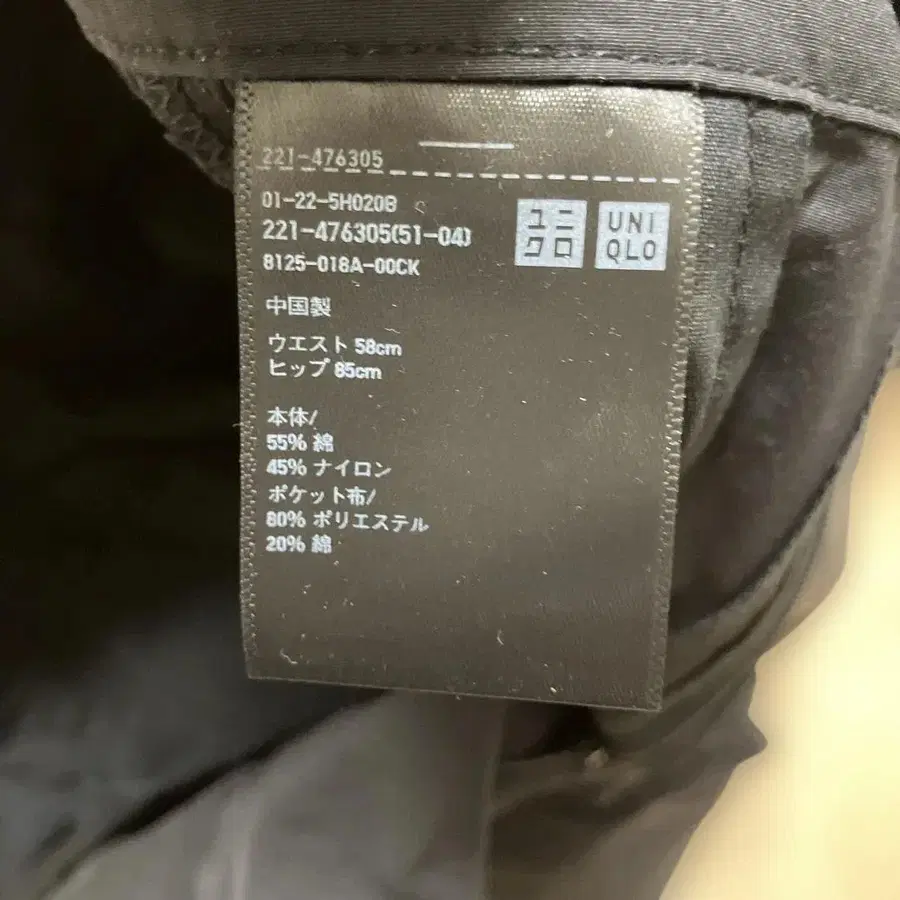 221-476305
01-22-5H020B
221-476305(51-04)
8125-018A-00CK
ユニ
クロ
UNI
QLO
中国製
ウエスト 58cm
ヒップ 85cm
本体/
55% 綿
45% ナイロン
ポケット布/
80% ポリエステル
20% 綿